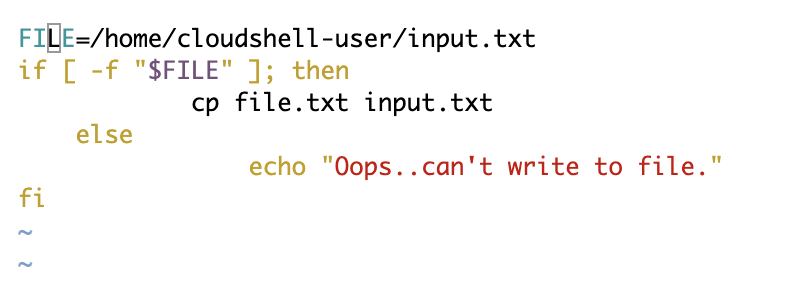 FILE=/home/cloudshell-user/input.txt
if [ -f "$FILE" ]; then
cp file.txt input.txt
else
echo "Oops..can't write to file."
fi
~
~